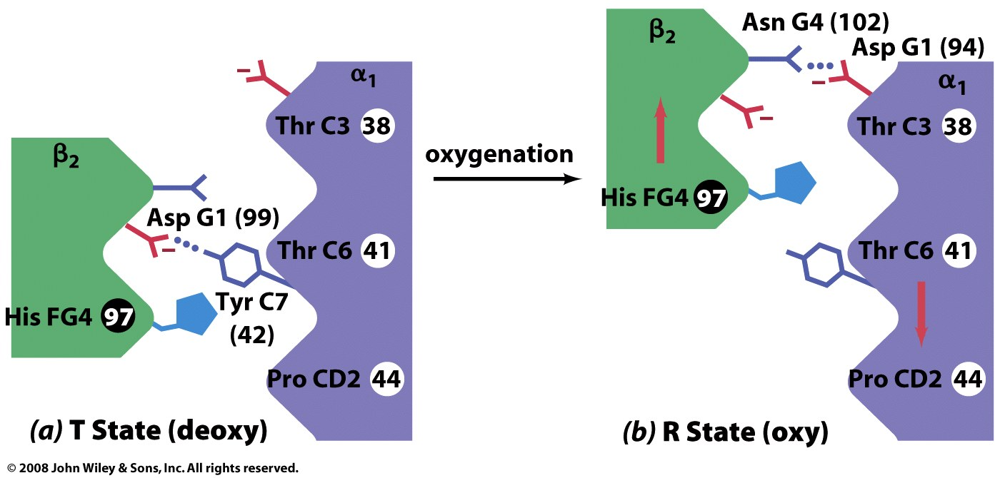 β2
α1
Thr C3 38
Asp G1 (99)
Thr C6 41
His FG4 97
Tyr C7
(42)
Pro CD2 44
(a) T State (deoxy)
oxygenation
β2
Asn G4 (102)
Asp G1 (94)
α1
Thr C3 38
His FG4 97
Thr C6 41
Pro CD2 44
(b) R State (oxy)
© 2008 John Wiley & Sons, Inc. All rights reserved.